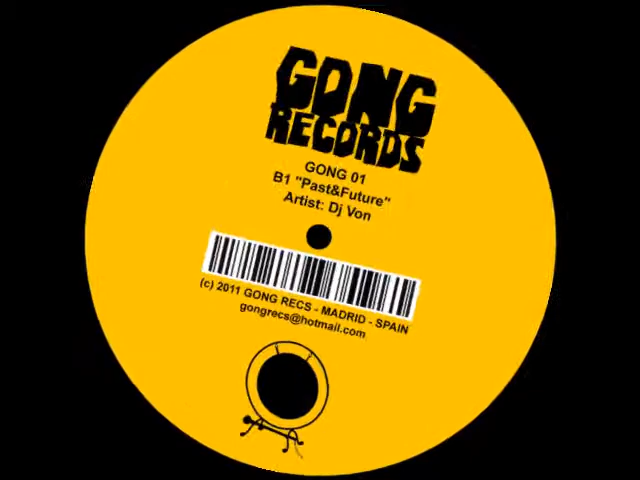 GONG
RECORDS
GONG 01
B1 "Past&Future"
Artist: Dj Von
(c) 2011 GONG RECS - MADRID - SPAIN
gongrecs@hotmail.com